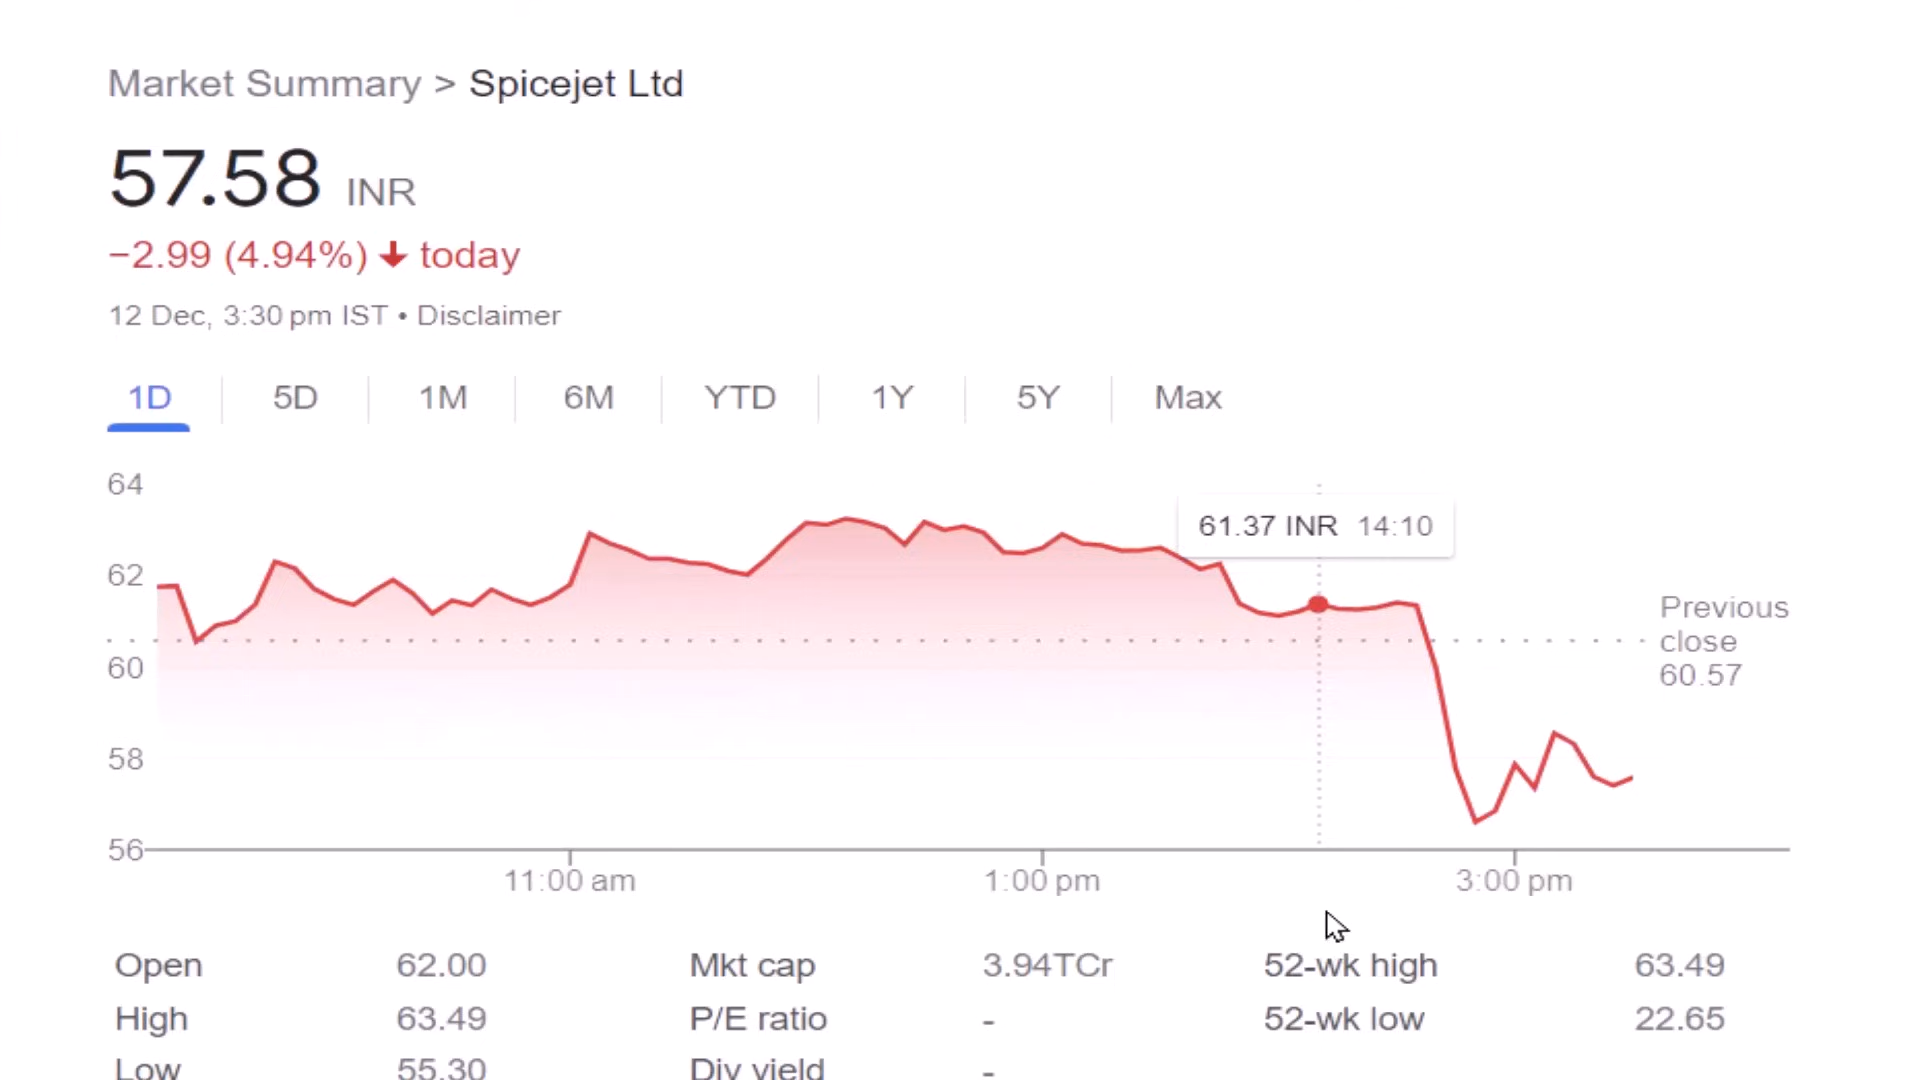 Market Summary > Spicejet Ltd
57.58 INR
−2.99 (4.94%) ↓ today
12 Dec, 3:30 pm IST • Disclaimer
1D 5D 1M 6M YTD 1Y 5Y Max
64
61.37 INR 14:10
62
Previous
close
60.57
60
58
56
11:00 am 1:00 pm 3:00 pm
Open 62.00 Mkt cap 3.94TCr 52-wk high 63.49
High 63.49 P/E ratio - 52-wk low 22.65
Low 55.30 Div yield -